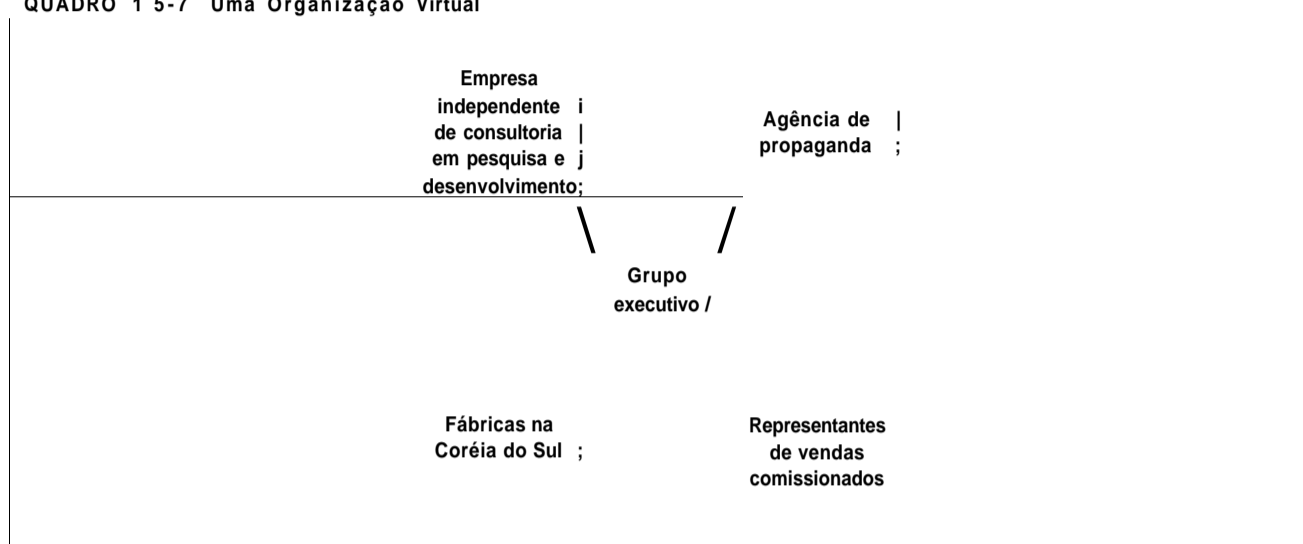 QUADRO 1 5-7 Uma Organização Virtual
Empresa
independente i
de consultoria |
em pesquisa e j
desenvolvimento;
Agência de |
propaganda ;
\ /
Grupo
executivo /
Fábricas na
Coréia do Sul ;
Representantes
de vendas
comissionados